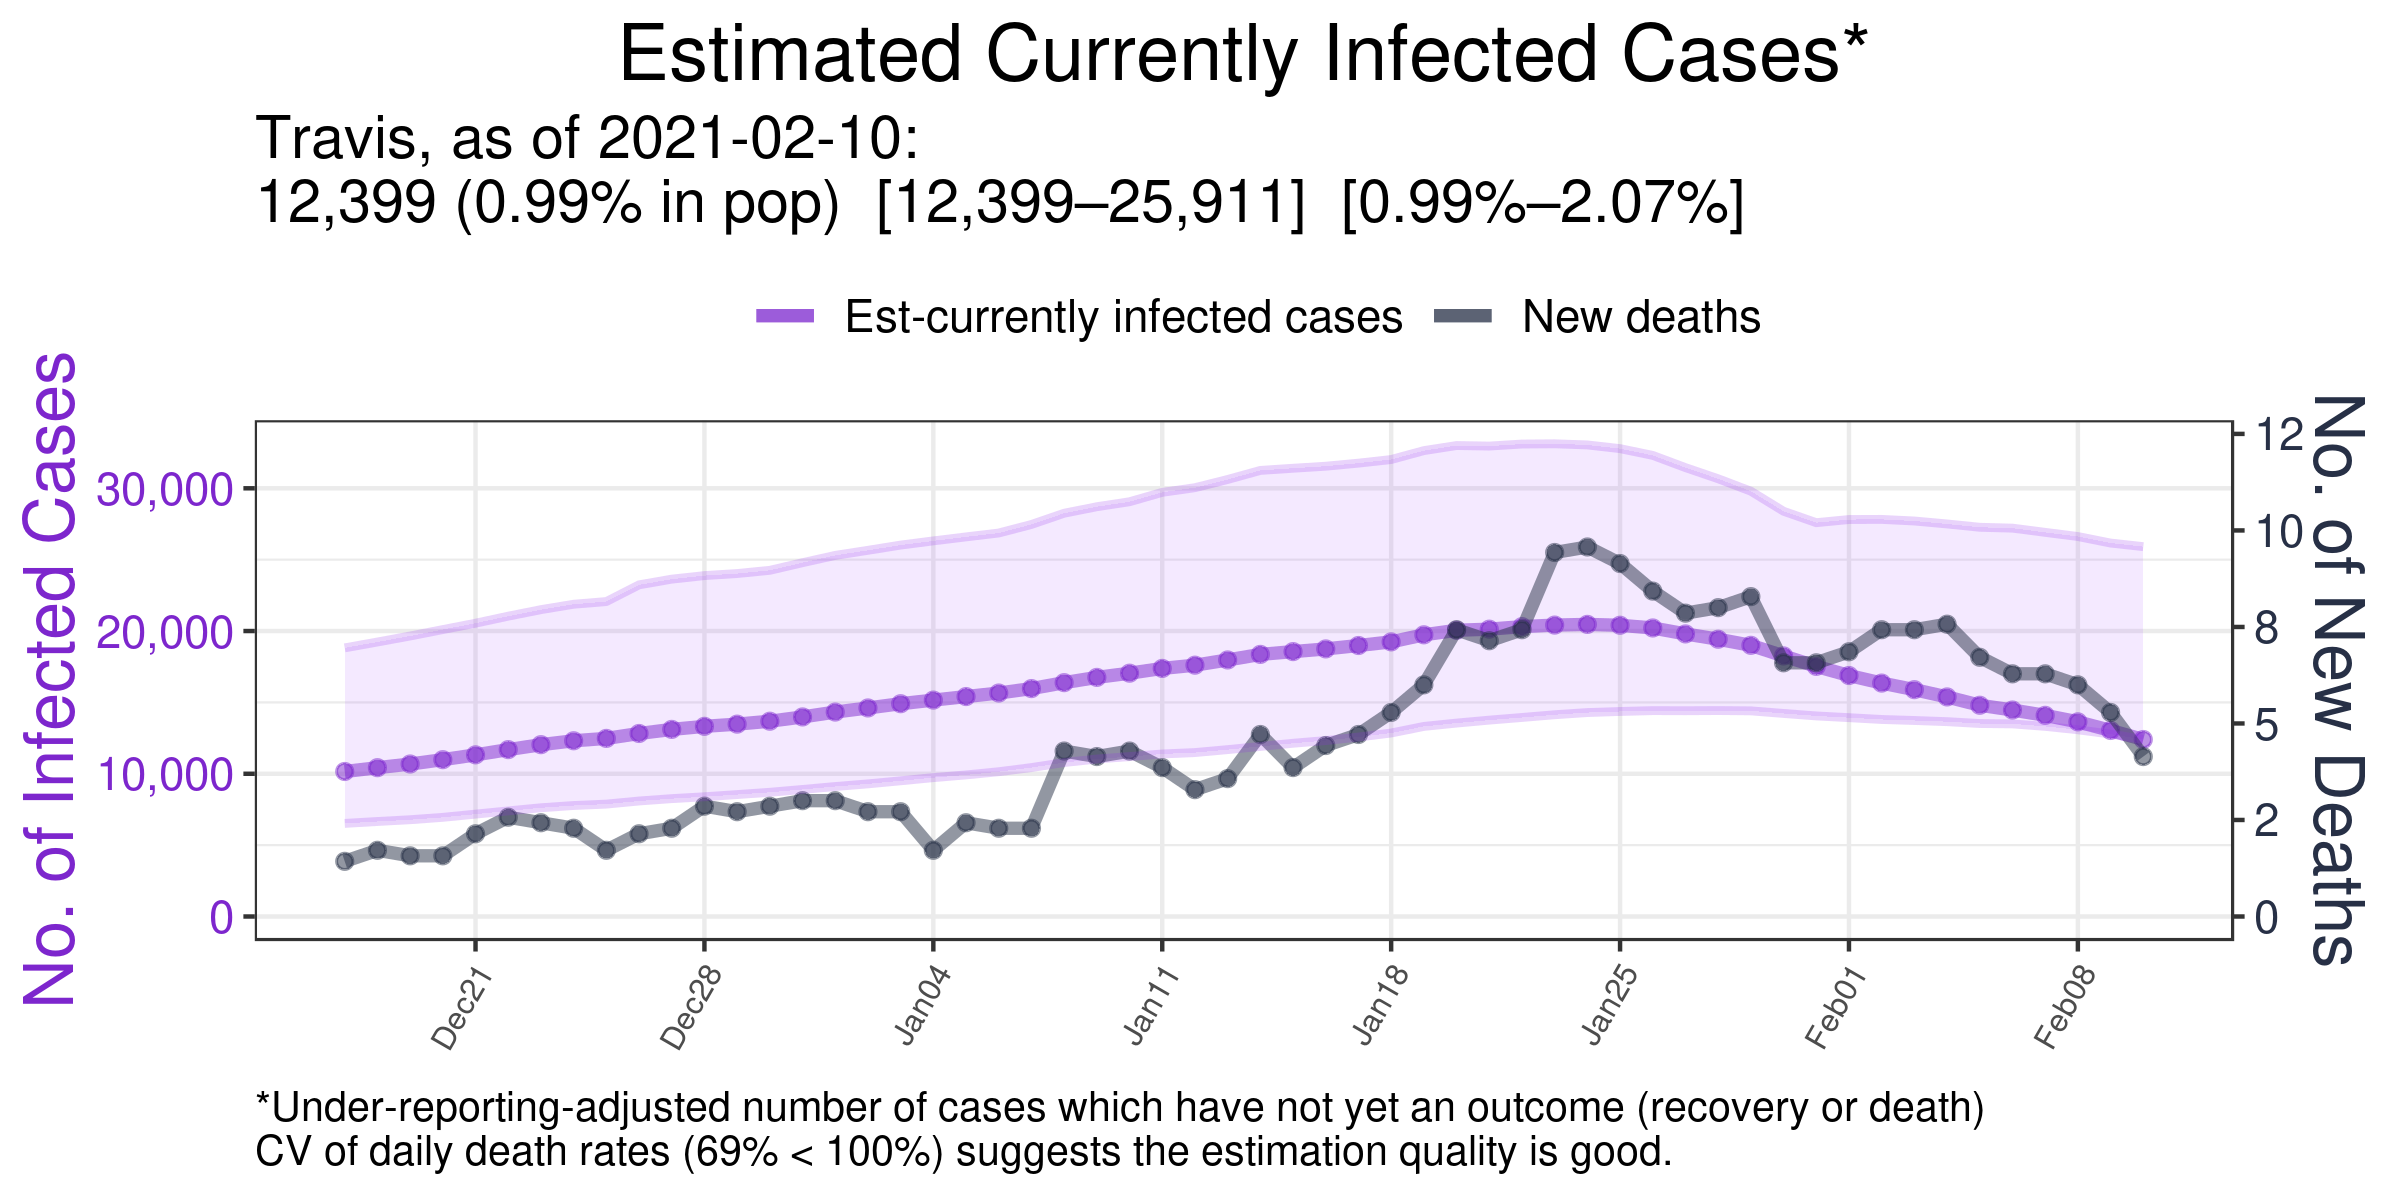 Estimated Currently Infected Cases*
Travis, as of 2021-02-10:
12,399 (0.99% in pop) [12,399–25,911] [0.99%–2.07%]
Est-currently infected cases
New deaths
No. of Infected Cases
30,000
20,000
10,000
0
12
10
8
5
2
0
No. of New Deaths
Dec21
Dec28
Jan04
Jan11
Jan18
Jan25
Feb01
Feb08
*Under-reporting-adjusted number of cases which have not yet an outcome (recovery or death)
CV of daily death rates (69% < 100%) suggests the estimation quality is good.